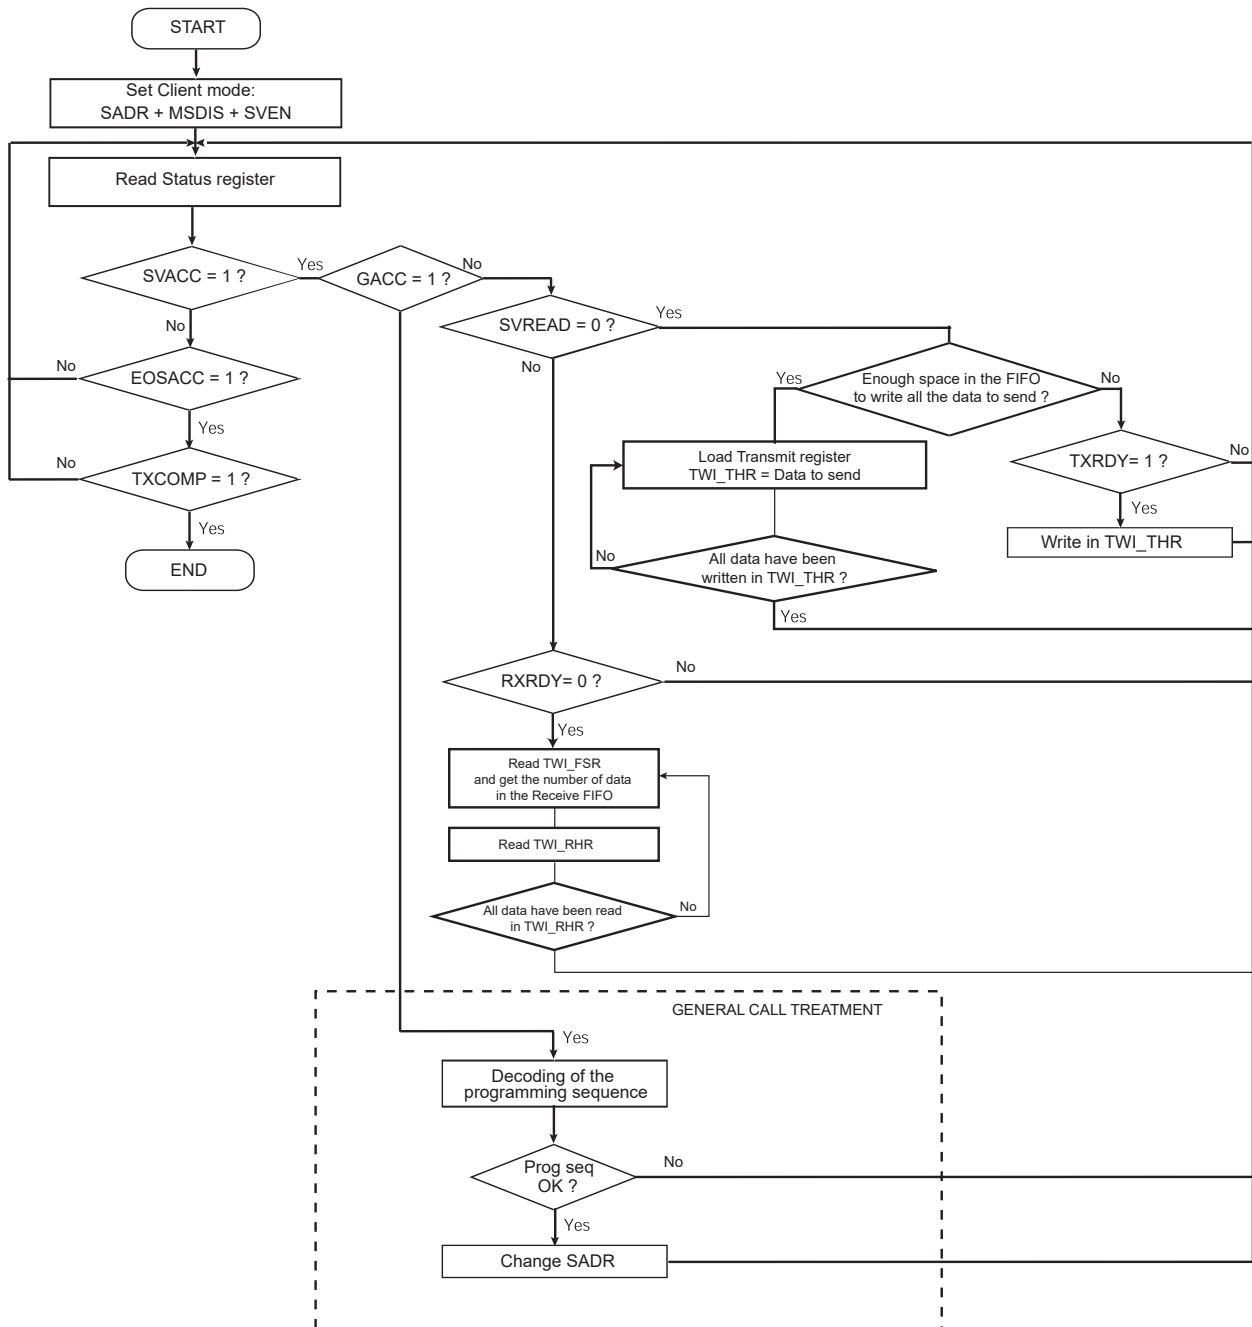 START
Set Client mode:
SADR + MSDIS + SVEN
Read Status register
SVACC = 1 ?
Yes
GACC = 1 ?
No
SVREAD = 0 ?
Yes
No
No
EOSACC = 1 ?
No
Enough space in the FIFO
to write all the data to send ?
Yes
No
Yes
Load Transmit register
TWI_THR = Data to send
TXRDY= 1 ?
No
No
TXCOMP = 1 ?
Yes
Yes
Write in TWI_THR
END
No
All data have been
written in TWI_THR ?
Yes
RXRDY= 0 ?
No
Yes
Read TWI_FSR
and get the number of data
in the Receive FIFO
Read TWI_RHR
All data have been read
in TWI_RHR ?
No
GENERAL CALL TREATMENT
Yes
Decoding of the
programming sequence
Prog seq
OK ?
No
Yes
Change SADR